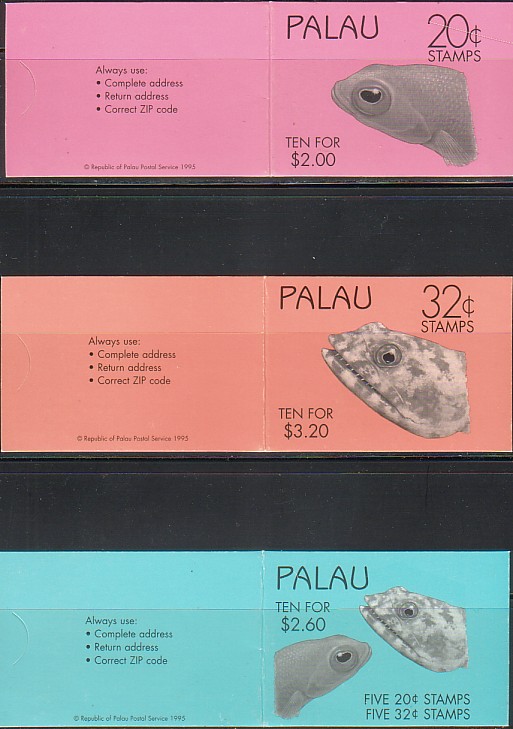 Always use:
• Complete address
• Return address
• Correct ZIP code
© Republic of Palau Postal Service 1995
PALAU
20¢
STAMPS
TEN FOR
$2.00
Always use:
• Complete address
• Return address
• Correct ZIP code
© Republic of Palau Postal Service 1995
PALAU
32¢
STAMPS
TEN FOR
$3.20
Always use:
• Complete address
• Return address
• Correct ZIP code
© Republic of Palau Postal Service 1995
PALAU
TEN FOR
$2.60
FIVE 20¢ STAMPS
FIVE 32¢ STAMPS